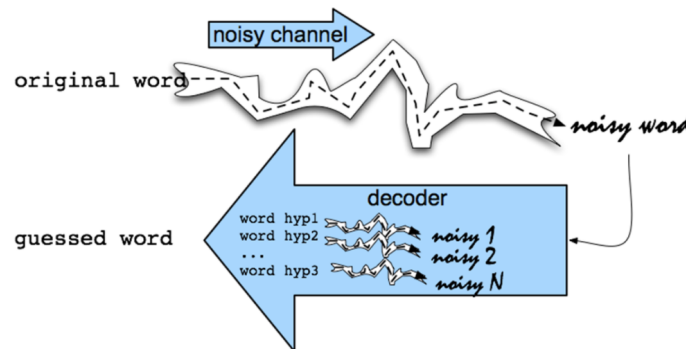 noisy channel
original word
noisy word
decoder
word hyp1
noisy 1
word hyp2
noisy 2
...
word hyp3
noisy N
guessed word